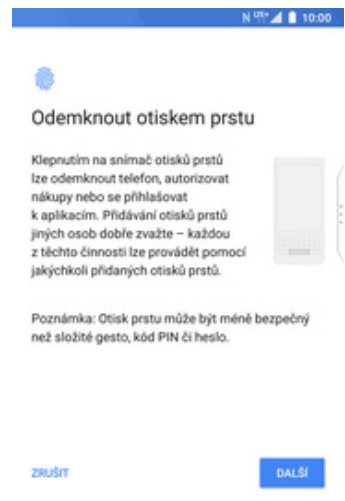 N LTE+ 10:00
Odemknout otiskem prstu
Klepnutím na snímač otisků prstů
lze odemknout telefon, autorizovat
nákupy nebo se přihlašovat
k aplikacím. Přidávání otisků prstů
jiných osob dobře zvažte – každou
z těchto činnosti lze provádět pomocí
jakýchkoli přidaných otisků prstů.
Poznámka: Otisk prstu může být méně bezpečný
než složité gesto, kód PIN či heslo.
ZRUŠIT DALŠÍ